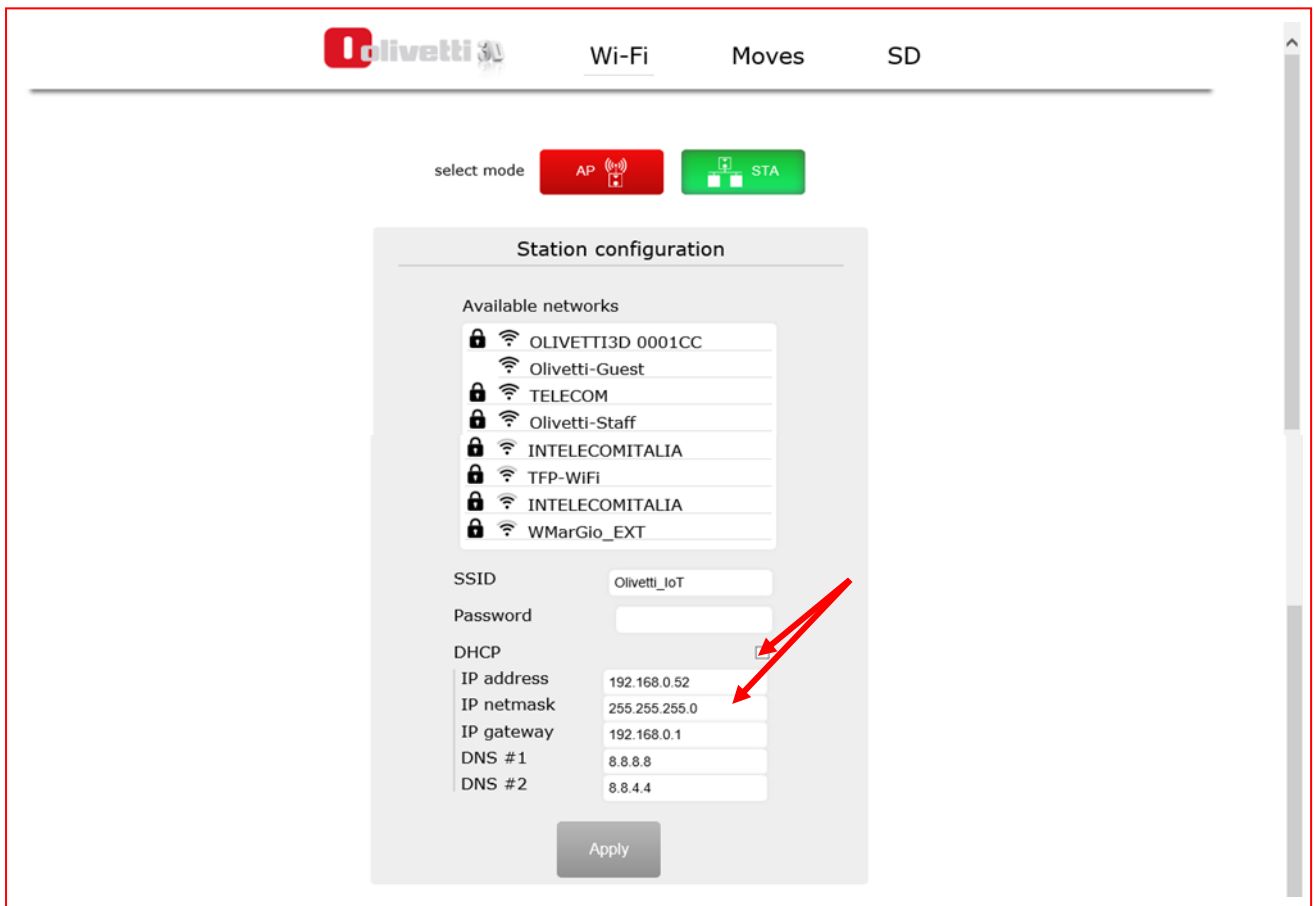 olivetti 3D Wi-Fi Moves SD
select mode AP STA
Station configuration
Available networks
OLIVETTI3D 0001CC
Olivetti-Guest
TELECOM
Olivetti-Staff
INTELECOMITALIA
TFP-WiFi
INTELECOMITALIA
WMarGio_EXT
SSID Olivetti_IoT
Password
DHCP
IP address 192.168.0.52
IP netmask 255.255.255.0
IP gateway 192.168.0.1
DNS #1 8.8.8.8
DNS #2 8.8.4.4
Apply